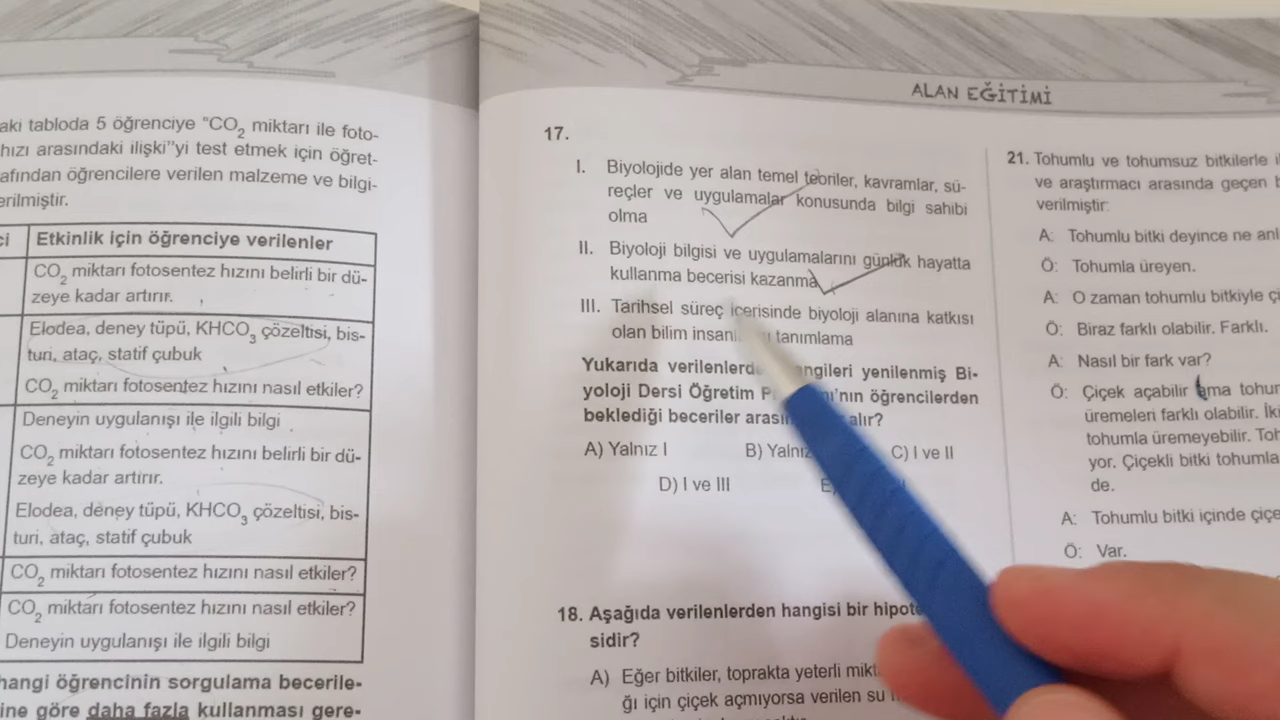 ALAN EĞİTİMİ
aki tabloda 5 öğrenciye "CO₂ miktarı ile foto-
hızı arasındaki ilişki"yi test etmek için öğret-
afından öğrencilere verilen malzeme ve bilgi-
erilmiştir.
ci Etkinlik için öğrenciye verilenler
CO₂ miktarı fotosentez hızını belirli bir dü-
zeye kadar artırır.
Elodea, deney tüpü, KHCO₃ çözeltisi, bis-
turi, ataç, statif çubuk
CO₂ miktarı fotosentez hızını nasıl etkiler?
Deneyin uygulanışı ile ilgili bilgi
CO₂ miktarı fotosentez hızını belirli bir dü-
zeye kadar artırır.
Elodea, deney tüpü, KHCO₃ çözeltisi, bis-
turi, ataç, statif çubuk
CO₂ miktarı fotosentez hızını nasıl etkiler?
CO₂ miktarı fotosentez hızını nasıl etkiler?
Deneyin uygulanışı ile ilgili bilgi
hangi öğrencinin sorgulama becerile-
ine göre daha fazla kullanması gere-
17.
I. Biyolojide yer alan temel teoriler, kavramlar, sü-
reçler ve uygulamalar konusunda bilgi sahibi
olma
II. Biyoloji bilgisi ve uygulamalarını günlük hayatta
kullanma becerisi kazanma
III. Tarihsel süreç içerisinde biyoloji alanına katkısı
olan bilim tanımlama
Yukarıda yenilenmiş Bi-
yoloji Dersi Öğretim öğrencilerden
beklediği beceriler alır?
A) Yalnız I B) Yalnız C) I ve II
D) I ve III
18. Aşağıda verilenlerden hangisi bir
sidir?
A) Eğer bitkiler, toprakta yeterli
ğı için çiçek açmıyorsa verilen su
21. Tohumlu ve tohumsuz bitkilerle
ve araştırmacı arasında geçen
verilmiştir.
A: Tohumlu bitki deyince ne
Ö: Tohumla üreyen.
A: O zaman tohumlu bitkiyle
Ö: Biraz farklı olabilir. Farklı.
A: Nasıl bir fark var?
Ö: Çiçek açabilir ama
üremeleri farklı olabilir.
tohumla üremeyebilir.
yor. Çiçekli bitki tohumla
de.
A: Tohumlu bitki içinde
Ö: Var.